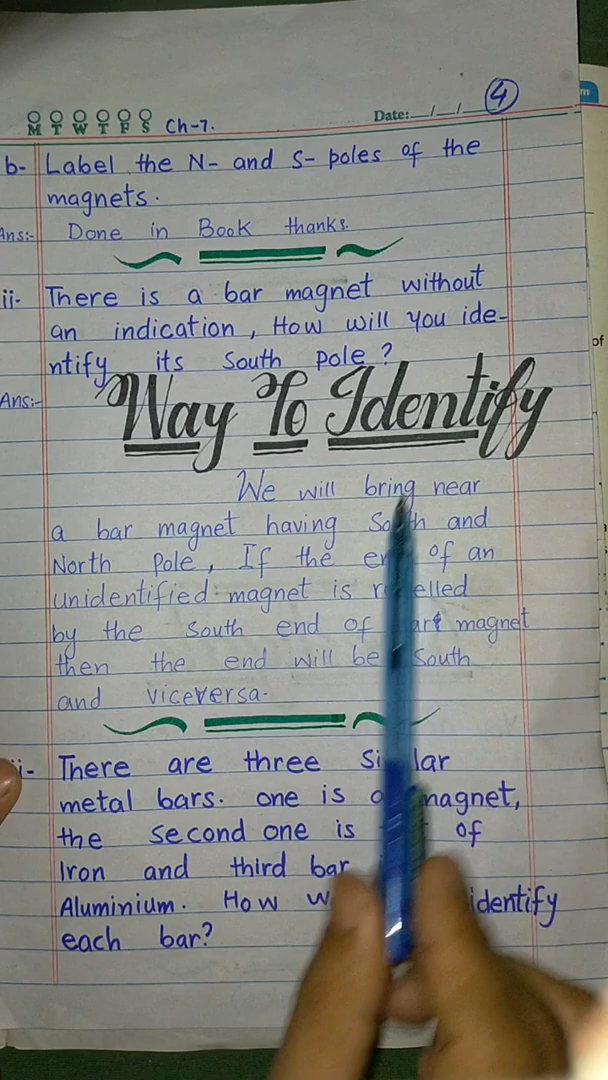 4
M T W T F S Ch-7. Date:__/__/__
b- Label the N- and S- poles of the
magnets.
Ans:- Done in Book thanks.
ii- There is a bar magnet without
an indication, How will you ide-
ntify its South pole?
Ans:- Way To Identify
We will bring near
a bar magnet having and
North Pole, If the of an
unidentified magnet is
by the South end of magnet
then the end will be South
and viceversa.
There are three
metal bars. one is magnet,
the second one is of
Iron and third bar
Aluminium. How identify
each bar?
m
of